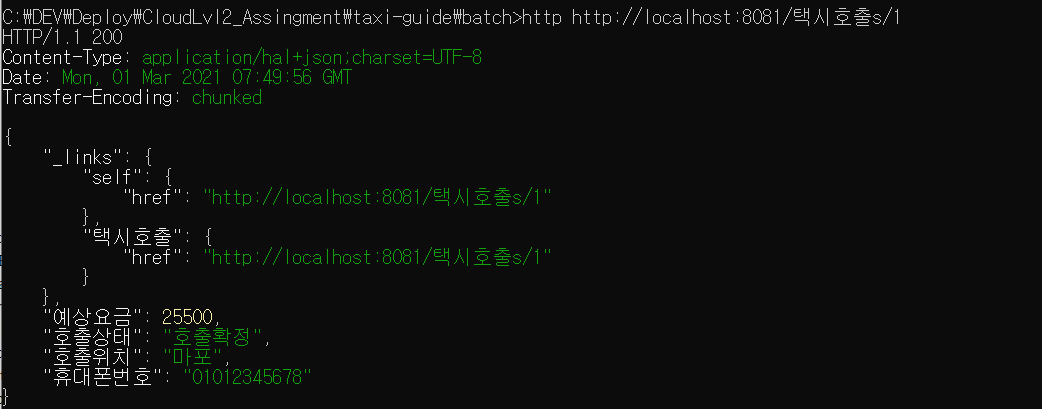 C:\DEV\Deploy\CloudLvl2_Assingment\taxi-guide\batch>http http://localhost:8081/택시호출s/1
HTTP/1.1 200
Content-Type: application/hal+json;charset=UTF-8
Date: Mon, 01 Mar 2021 07:49:56 GMT
Transfer-Encoding: chunked
{
"_links": {
"self": {
"href": "http://localhost:8081/택시호출s/1"
},
"택시호출": {
"href": "http://localhost:8081/택시호출s/1"
}
},
"예상요금": 25500,
"호출상태": "호출확정",
"호출위치": "마포",
"휴대폰번호": "01012345678"
}